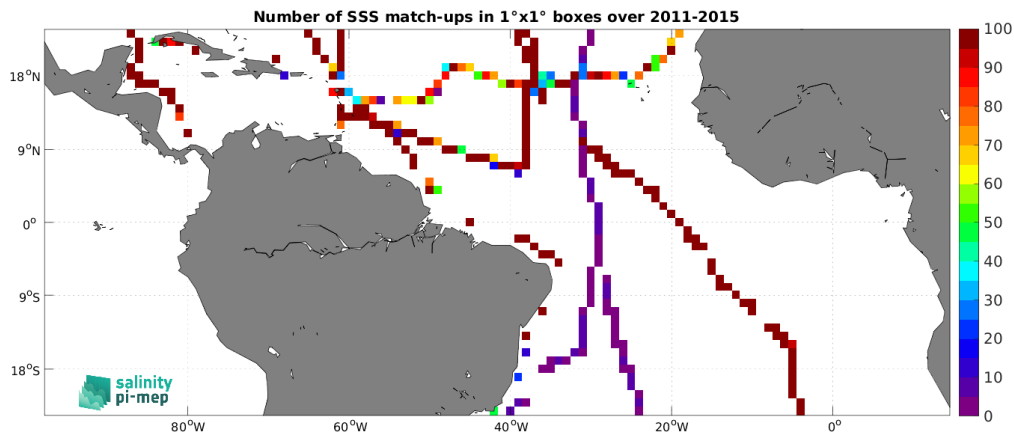 Number of SSS match-ups in 1°x1° boxes over 2011-2015
100
90
80
70
60
50
40
30
20
10
0
18°N
9°N
0°
9°S
18°S
80°W
60°W
40°W
20°W
0°
salinity
pi-mep